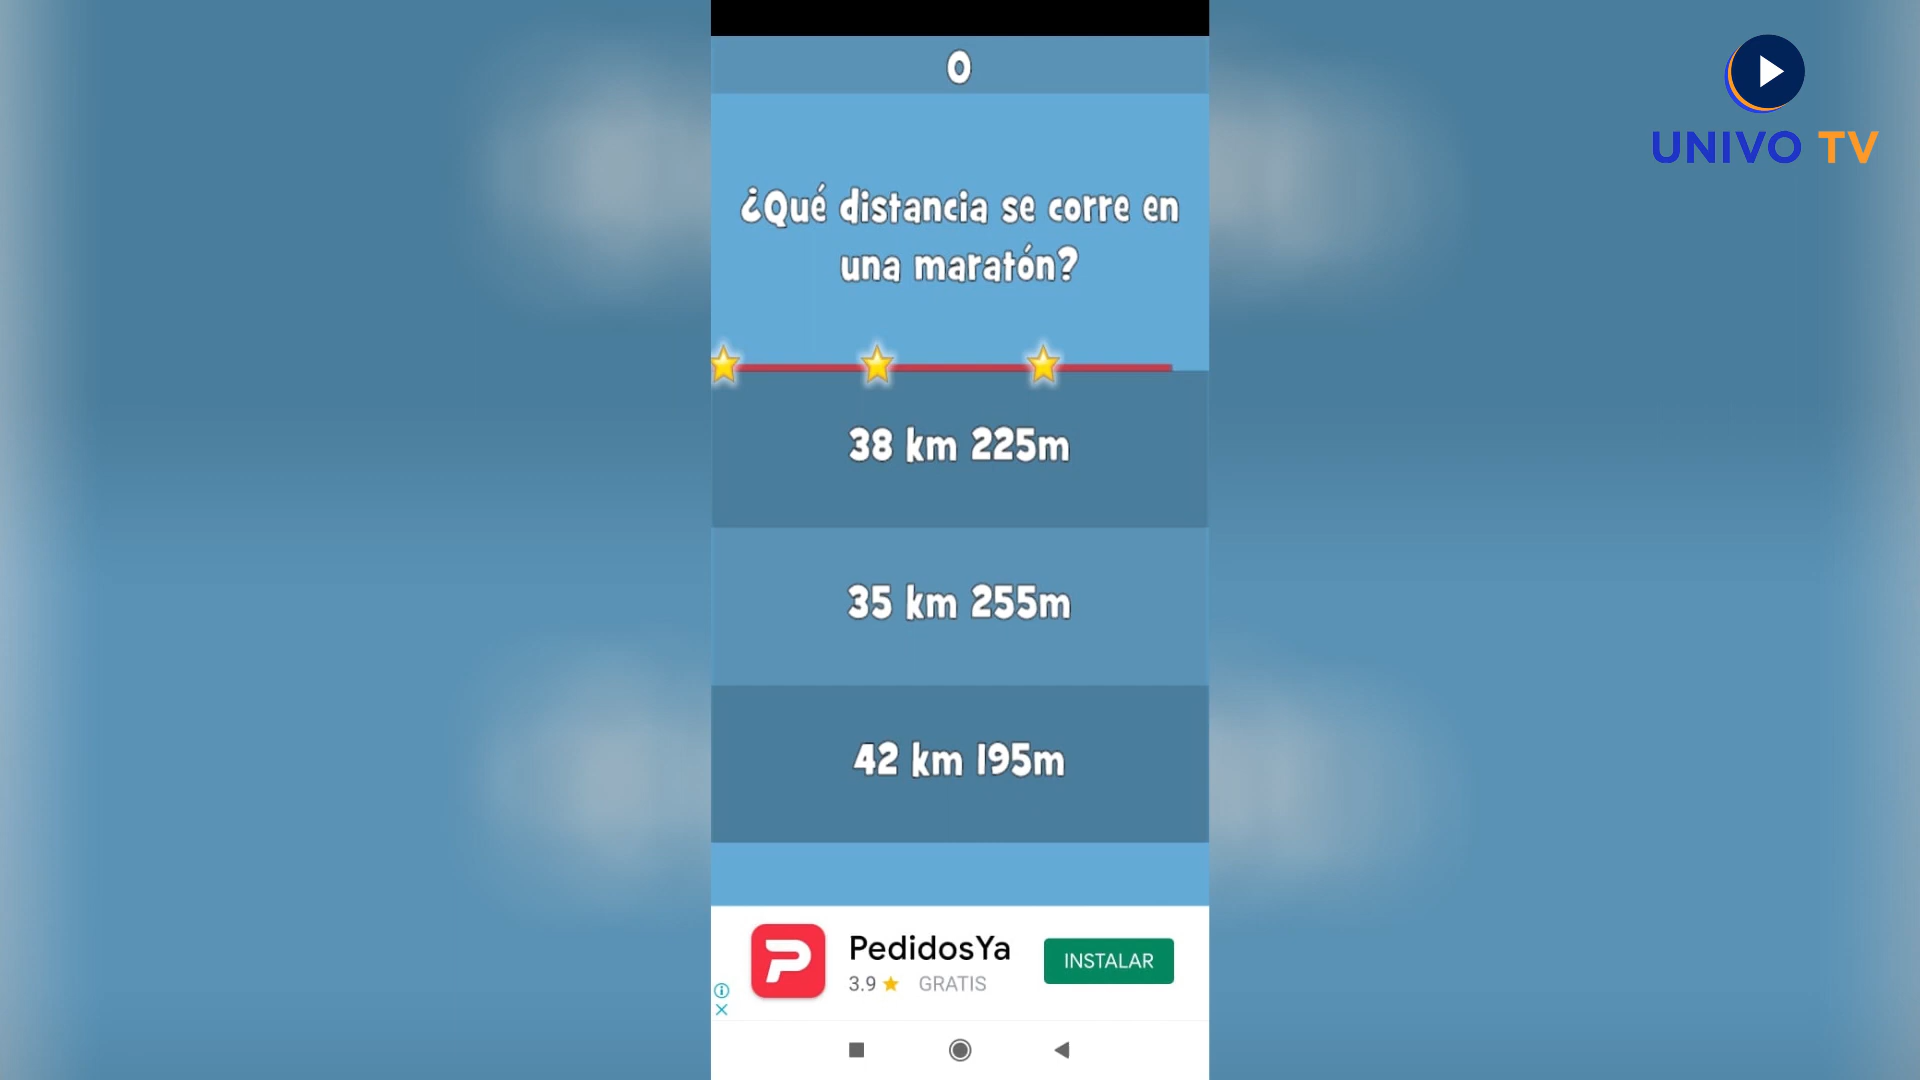 0
UNIVO TV
¿Qué distancia se corre en
una maratón?
38 km 225m
35 km 255m
42 km 195m
PedidosYa
3.9 GRATIS
INSTALAR